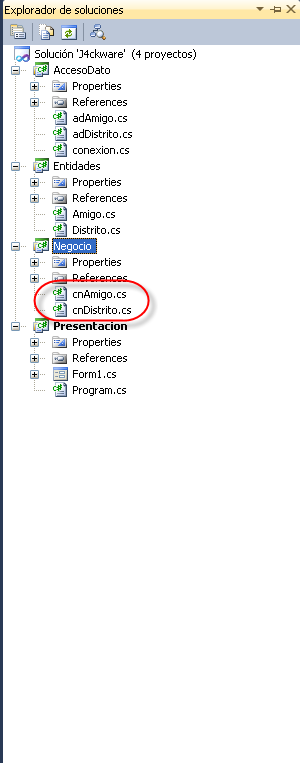 Explorador de soluciones
Solución 'J4ckware' (4 proyectos)
AccesoDato
Properties
References
adAmigo.cs
adDistrito.cs
conexion.cs
Entidades
Properties
References
Amigo.cs
Distrito.cs
Negocio
Properties
References
cnAmigo.cs
cnDistrito.cs
Presentacion
Properties
References
Form1.cs
Program.cs